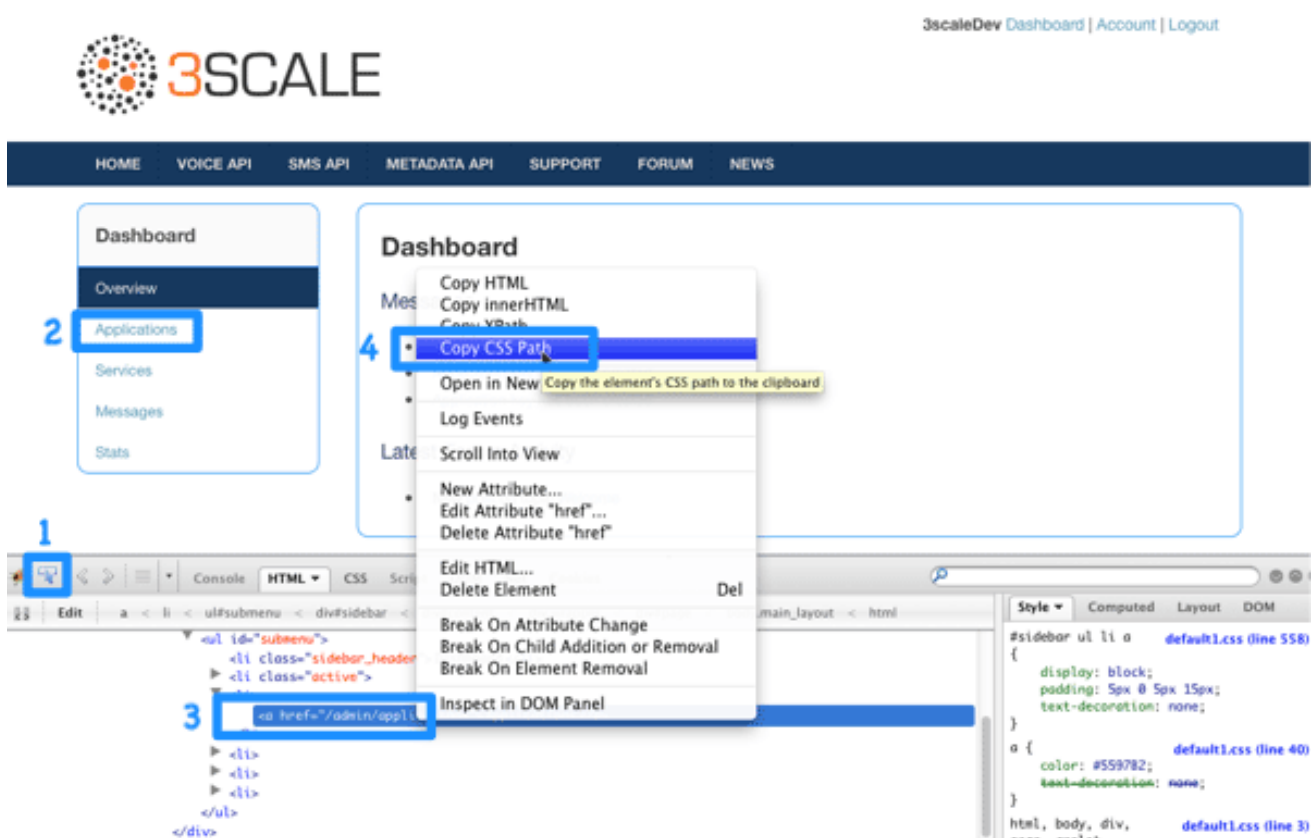 3scaleDev Dashboard | Account | Logout
3SCALE
HOME VOICE API SMS API METADATA API SUPPORT FORUM NEWS
Dashboard
Overview
2 Applications
Services
Messages
Stats
Dashboard
Mes
Late
Copy HTML
Copy innerHTML
Copy XPath
4 Copy CSS Path
Open in New
Copy the element's CSS path to the clipboard
Log Events
Scroll Into View
New Attribute...
Edit Attribute "href"...
Delete Attribute "href"
Edit HTML...
Delete Element Del
Break On Attribute Change
Break On Child Addition or Removal
Break On Element Removal
Inspect in DOM Panel
1
Console HTML CSS Scri
Edit a < li < ul#submenu < div#sidebar < .main_layout < html
<ul id="submenu">
<li class="sidebar_header
<li class="active">
3 <a href="/admin/appli
<li>
<li>
<li>
</ul>
</div>
Style Computed Layout DOM
#sidebar ul li a default1.css (line 558)
{
display: block;
padding: 5px 0 5px 15px;
text-decoration: none;
}
a { default1.css (line 40)
color: #559782;
text-decoration: none;
}
html, body, div, default1.css (line 3)